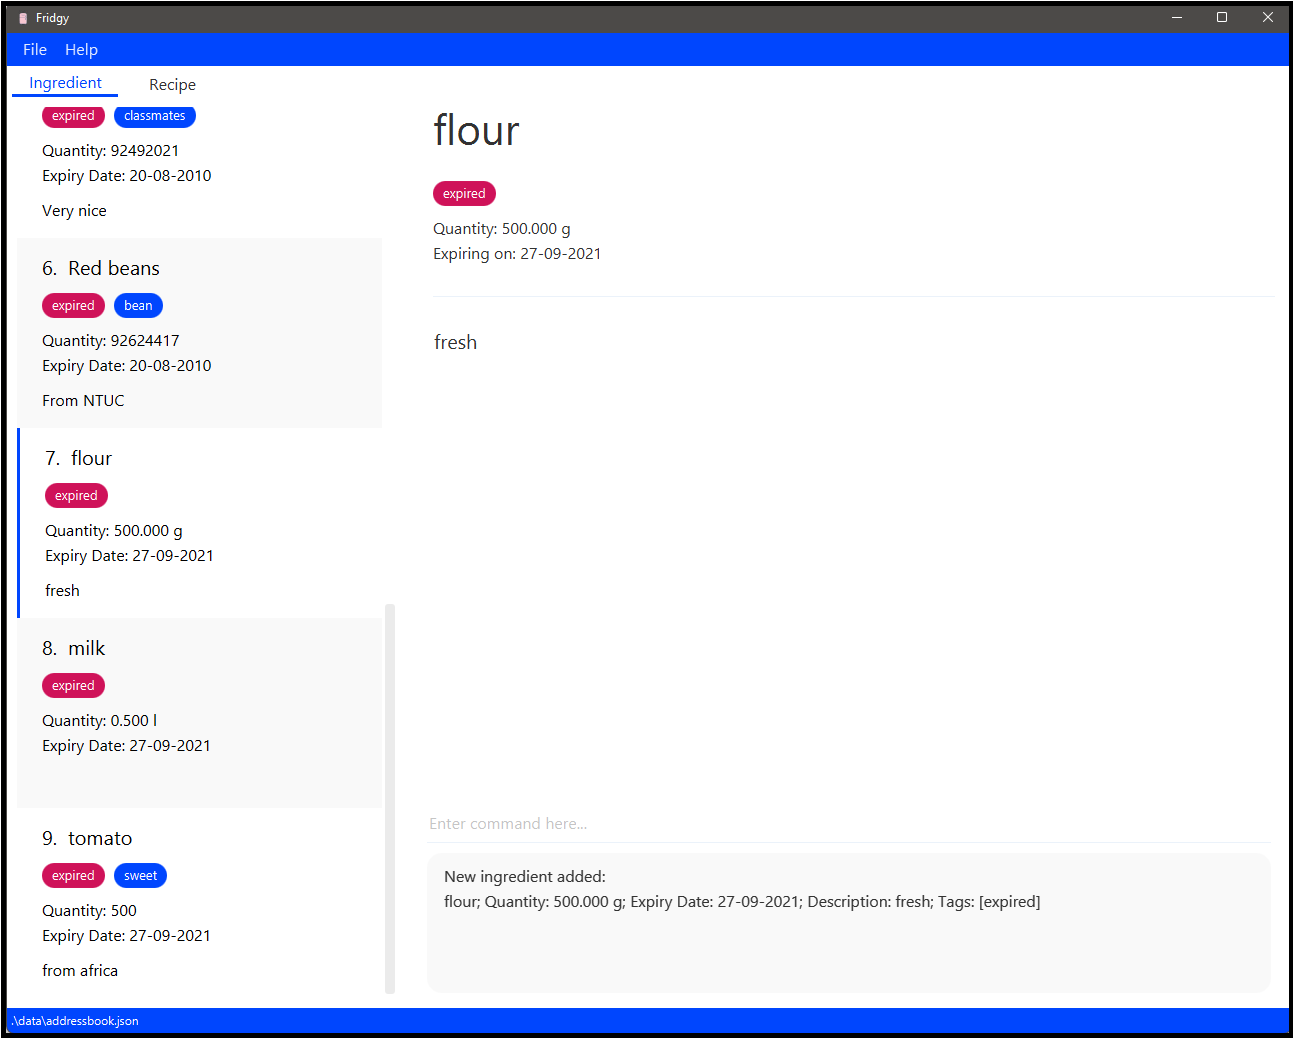 Fridgy
File Help
Ingredient Recipe
expired classmates
Quantity: 92492021
Expiry Date: 20-08-2010
Very nice
6. Red beans
expired bean
Quantity: 92624417
Expiry Date: 20-08-2010
From NTUC
7. flour
expired
Quantity: 500.000 g
Expiry Date: 27-09-2021
fresh
8. milk
expired
Quantity: 0.500 l
Expiry Date: 27-09-2021
9. tomato
expired sweet
Quantity: 500
Expiry Date: 27-09-2021
from africa
flour
expired
Quantity: 500.000 g
Expiring on: 27-09-2021
fresh
Enter command here...
New ingredient added:
flour; Quantity: 500.000 g; Expiry Date: 27-09-2021; Description: fresh; Tags: [expired]
.\data\addressbook.json